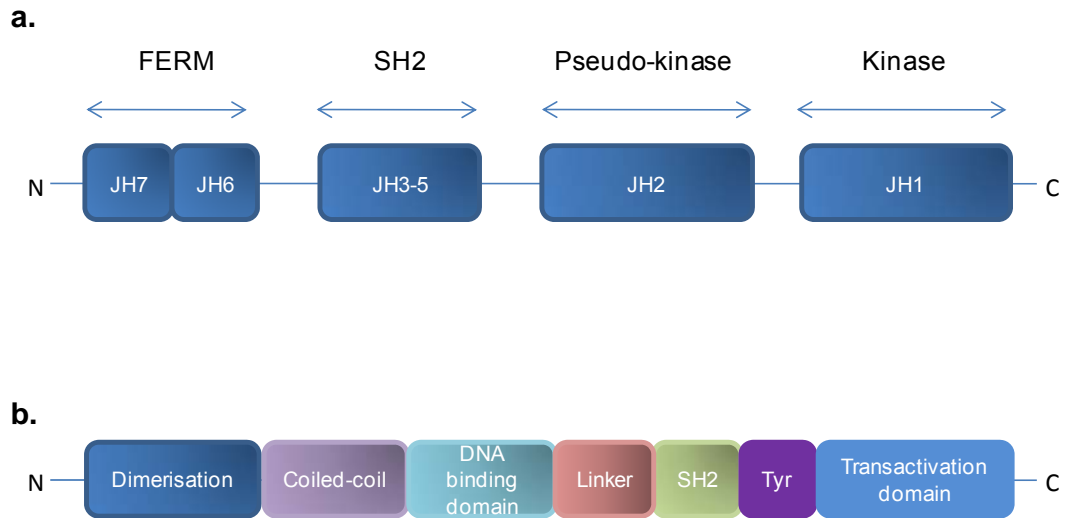 a.
FERM SH2 Pseudo-kinase Kinase
N JH7 JH6 JH3-5 JH2 JH1 C
b.
N Dimerisation Coiled-coil DNA binding domain Linker SH2 Tyr Transactivation domain C